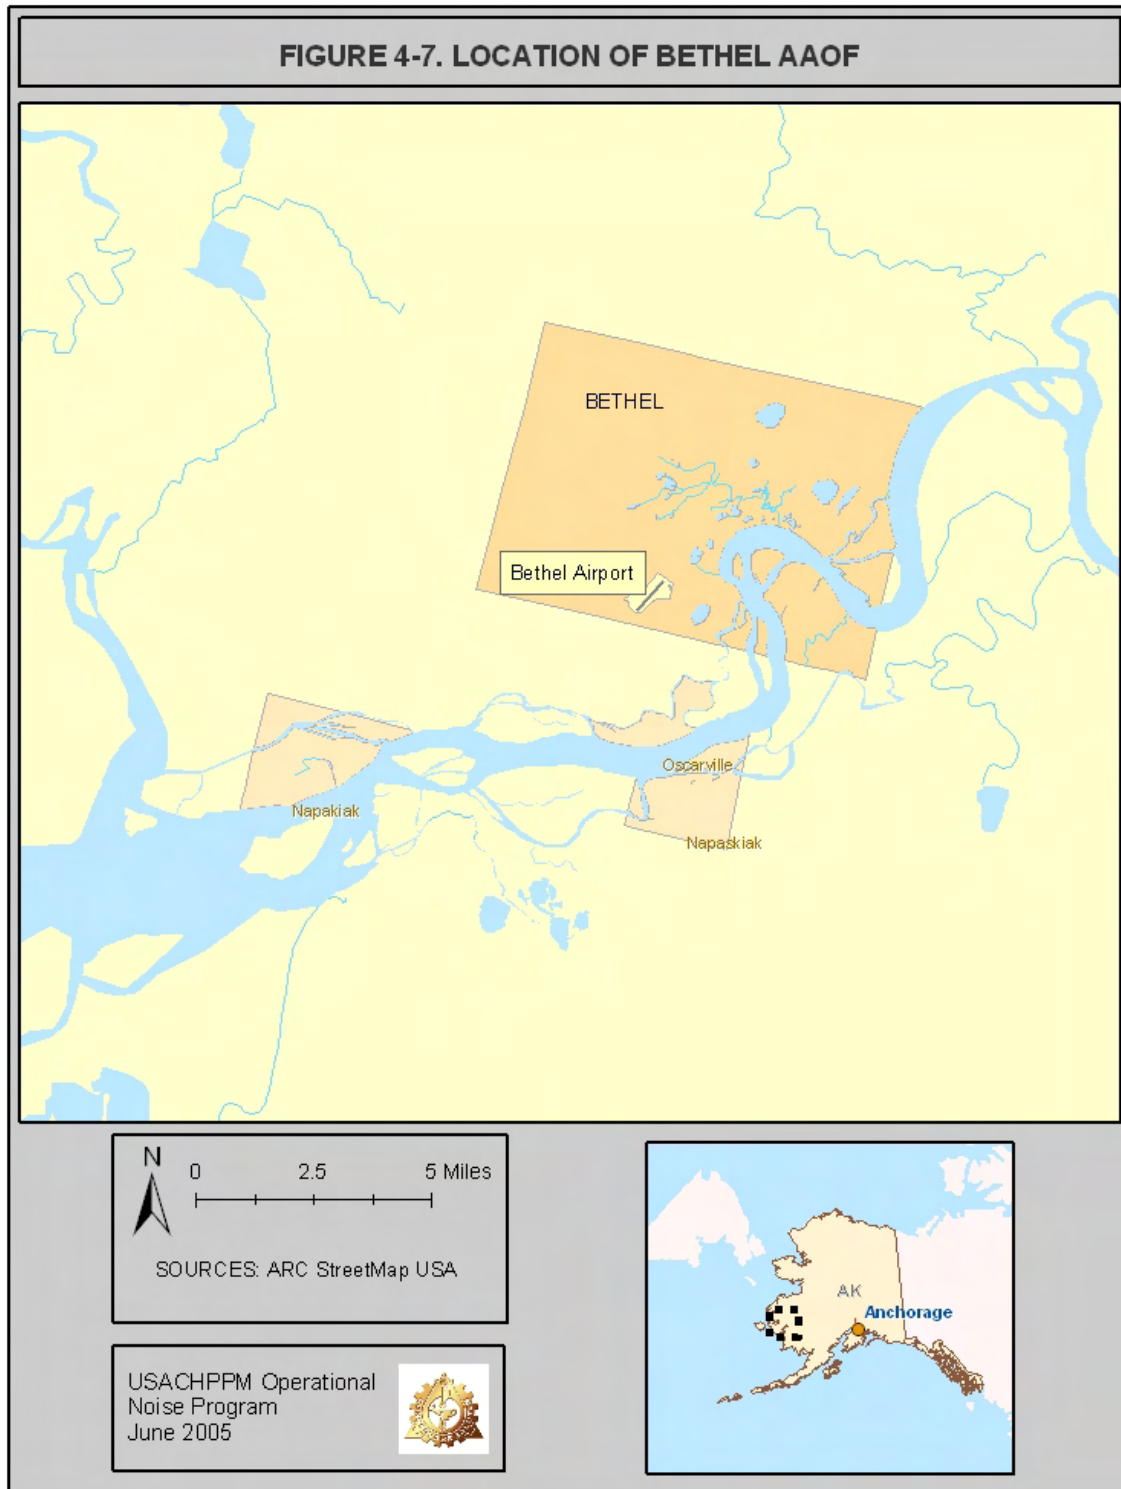 FIGURE 4-7. LOCATION OF BETHEL AAOF
BETHEL
Bethel Airport
Oscarville
Napakiak
Napaskiak
N
0 2.5 5 Miles
SOURCES: ARC StreetMap USA
AK
Anchorage
USACHPPM Operational
Noise Program
June 2005